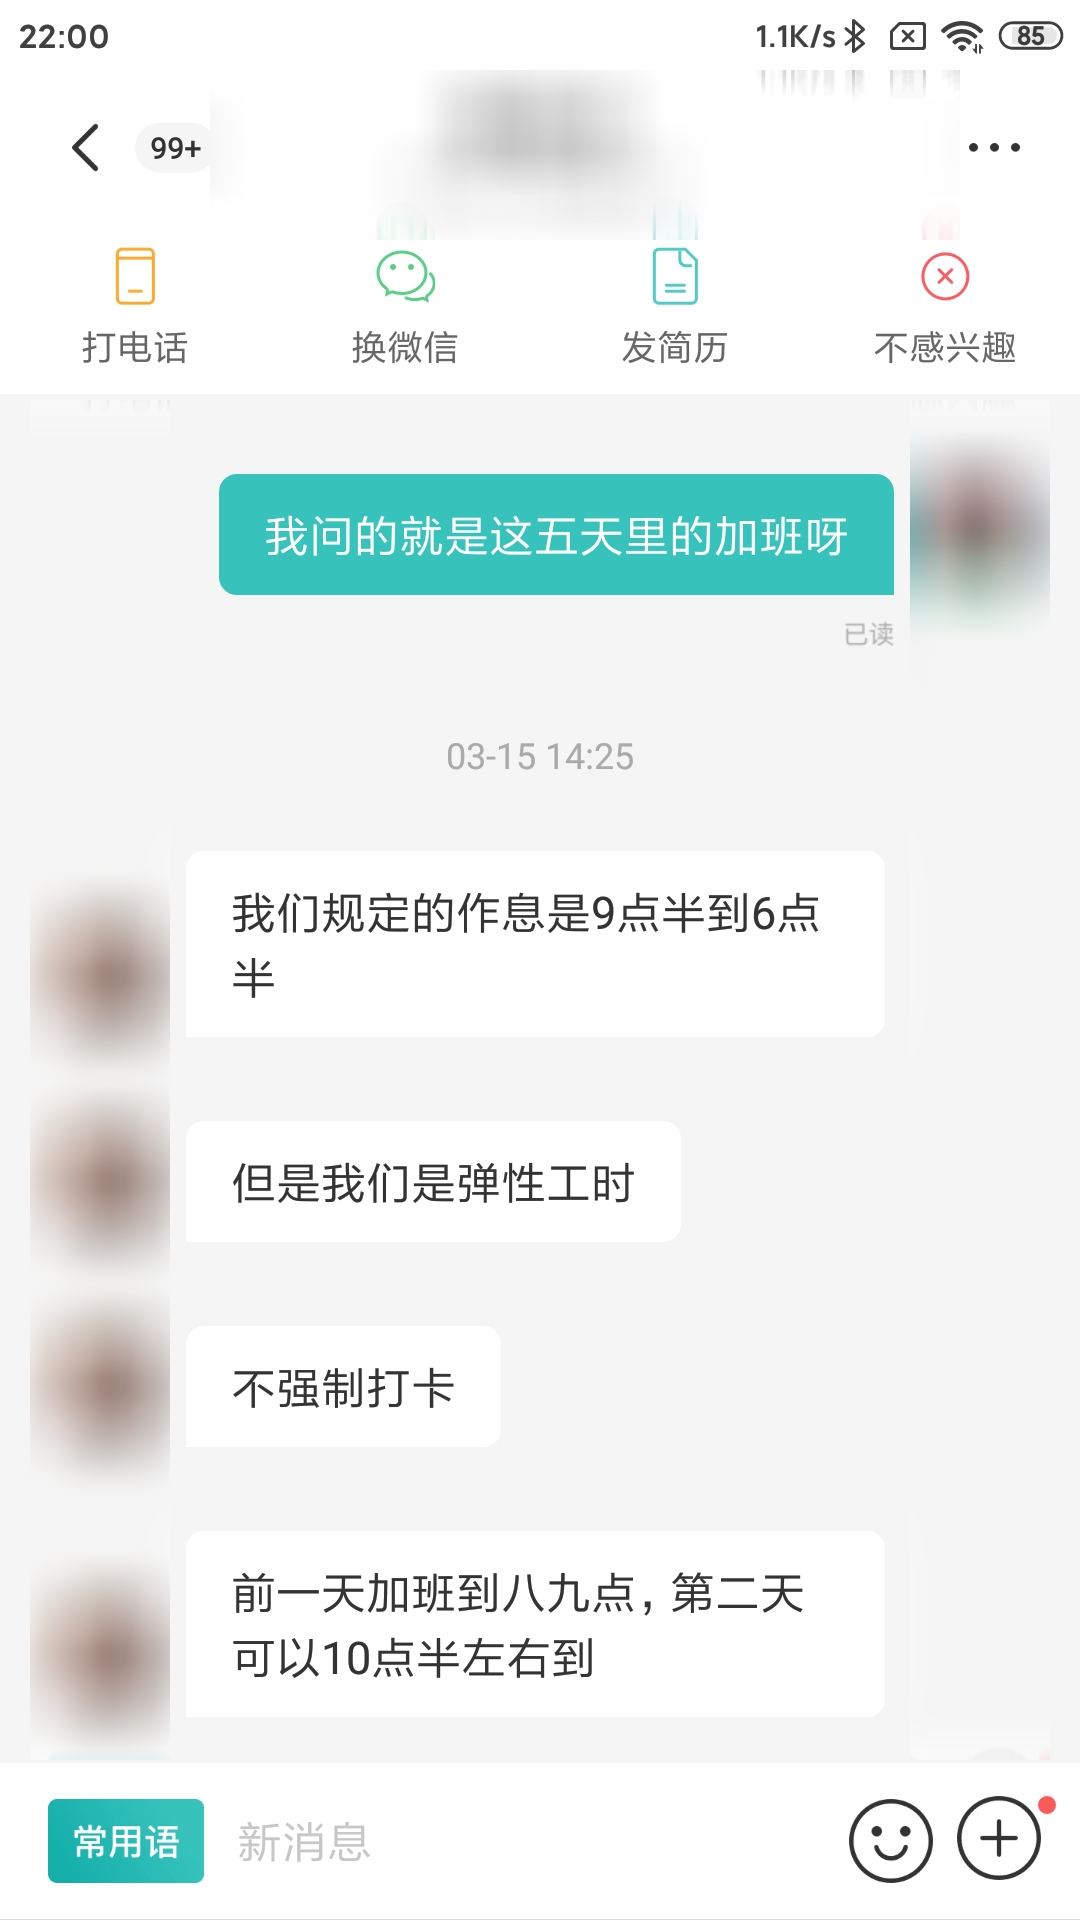 22:00
1.1K/s 85
99+
打电话
换微信
发简历
不感兴趣
我问的就是这五天里的加班呀
已读
03-15 14:25
我们规定的作息是9点半到6点
半
但是我们是弹性工时
不强制打卡
前一天加班到八九点，第二天
可以10点半左右到
常用语
新消息